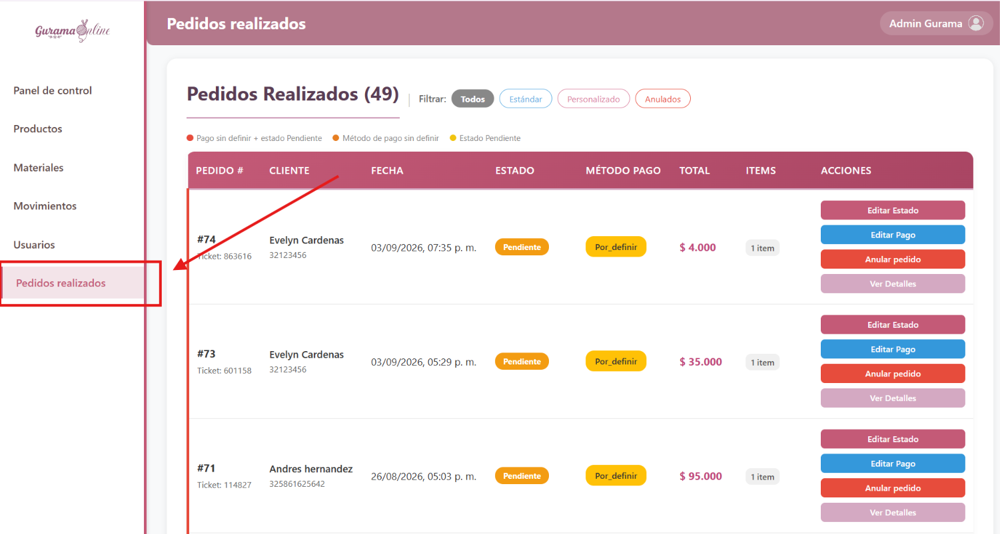 Gurama Online
Pedidos realizados
Admin Gurama
Panel de control
Productos
Materiales
Movimientos
Usuarios
Pedidos realizados
Pedidos Realizados (49)
Filtrar: Todos Estándar Personalizado Anulados
Pago sin definir + estado Pendiente Método de pago sin definir Estado Pendiente
PEDIDO # CLIENTE FECHA ESTADO MÉTODO PAGO TOTAL ITEMS ACCIONES
#74
Ticket: 863616
Evelyn Cardenas
32123456
03/09/2026, 07:35 p. m.
Pendiente
Por_definir
$ 4.000
1 item
Editar Estado
Editar Pago
Anular pedido
Ver Detalles
#73
Ticket: 601158
Evelyn Cardenas
32123456
03/09/2026, 05:29 p. m.
Pendiente
Por_definir
$ 35.000
1 item
Editar Estado
Editar Pago
Anular pedido
Ver Detalles
#71
Ticket: 114827
Andres hernandez
325861625642
26/08/2026, 05:03 p. m.
Pendiente
Por_definir
$ 95.000
1 item
Editar Estado
Editar Pago
Anular pedido
Ver Detalles